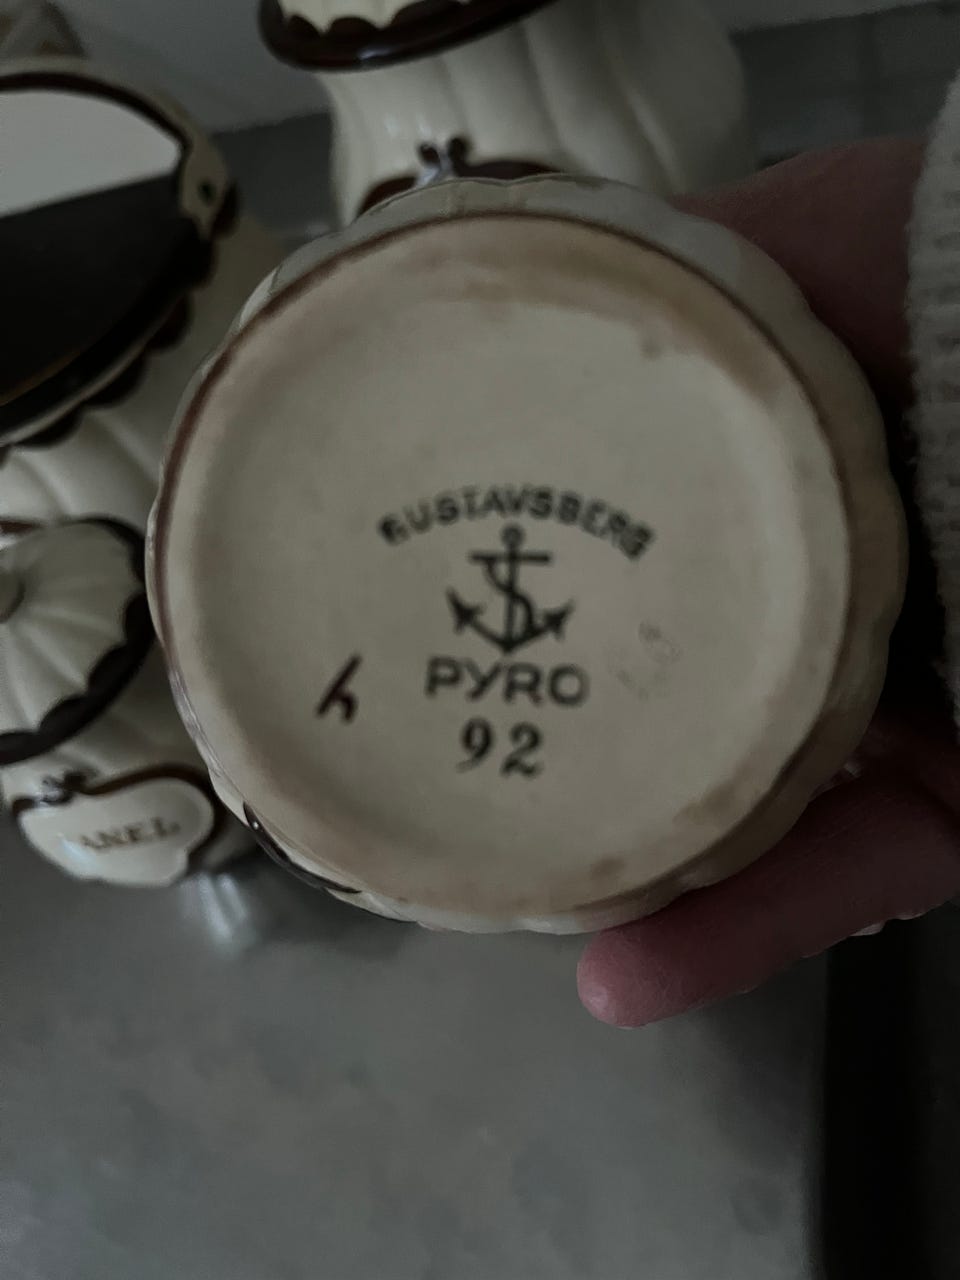 GUSTAVSBERG
h
PYRO
92
ANEL